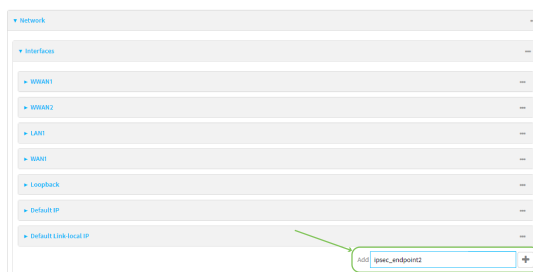 Network
Interfaces
WWAN1
WWAN2
LAN1
WAN1
Loopback
Default IP
Default Link-local IP
Add ipsec_endpoint2